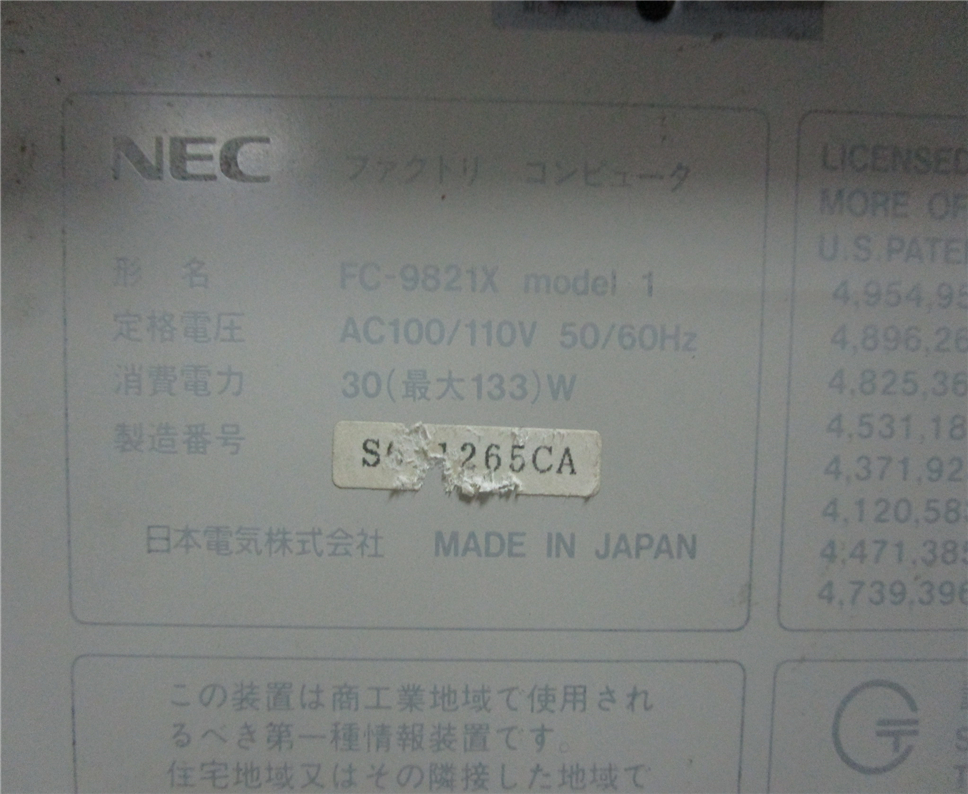 NEC ファクトリ コンピュータ
形 名 FC-9821X model 1
定格電圧 AC100/110V 50/60Hz
消費電力 30(最大133)W
製造番号 1265CA
日本電気株式会社 MADE IN JAPAN
LICENSED
MORE OF
U.S.PATE
4,954,95
4,896,26
4,825,36
4,531,18
4,371,92
4,120,58
4,471,385
4,739,396
この装置は商工業地域で使用され
るべき第一種情報装置です。
住宅地域又はその隣接した地域で